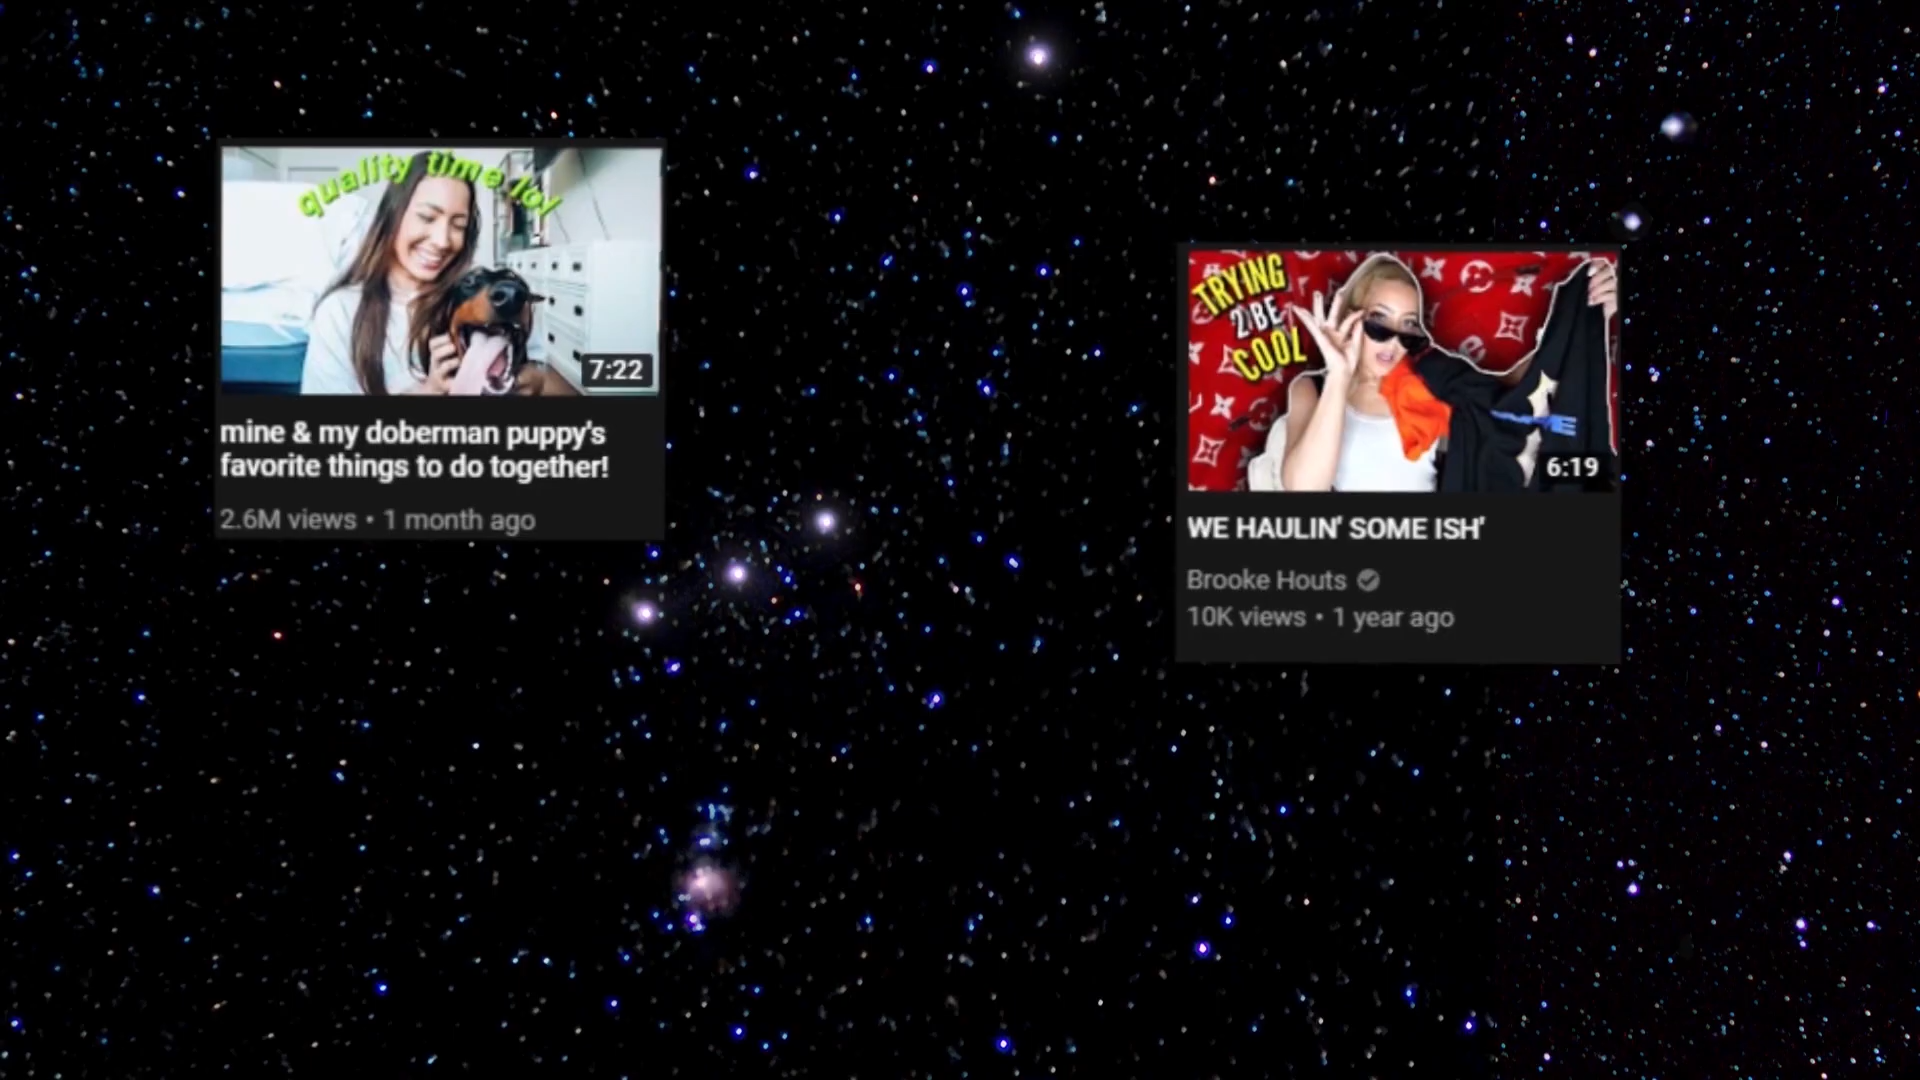 quality time lol
7:22
mine & my doberman puppy's
favorite things to do together!
2.6M views • 1 month ago
TRYING
2 BE
COOL
6:19
WE HAULIN' SOME ISH'
Brooke Houts
10K views • 1 year ago